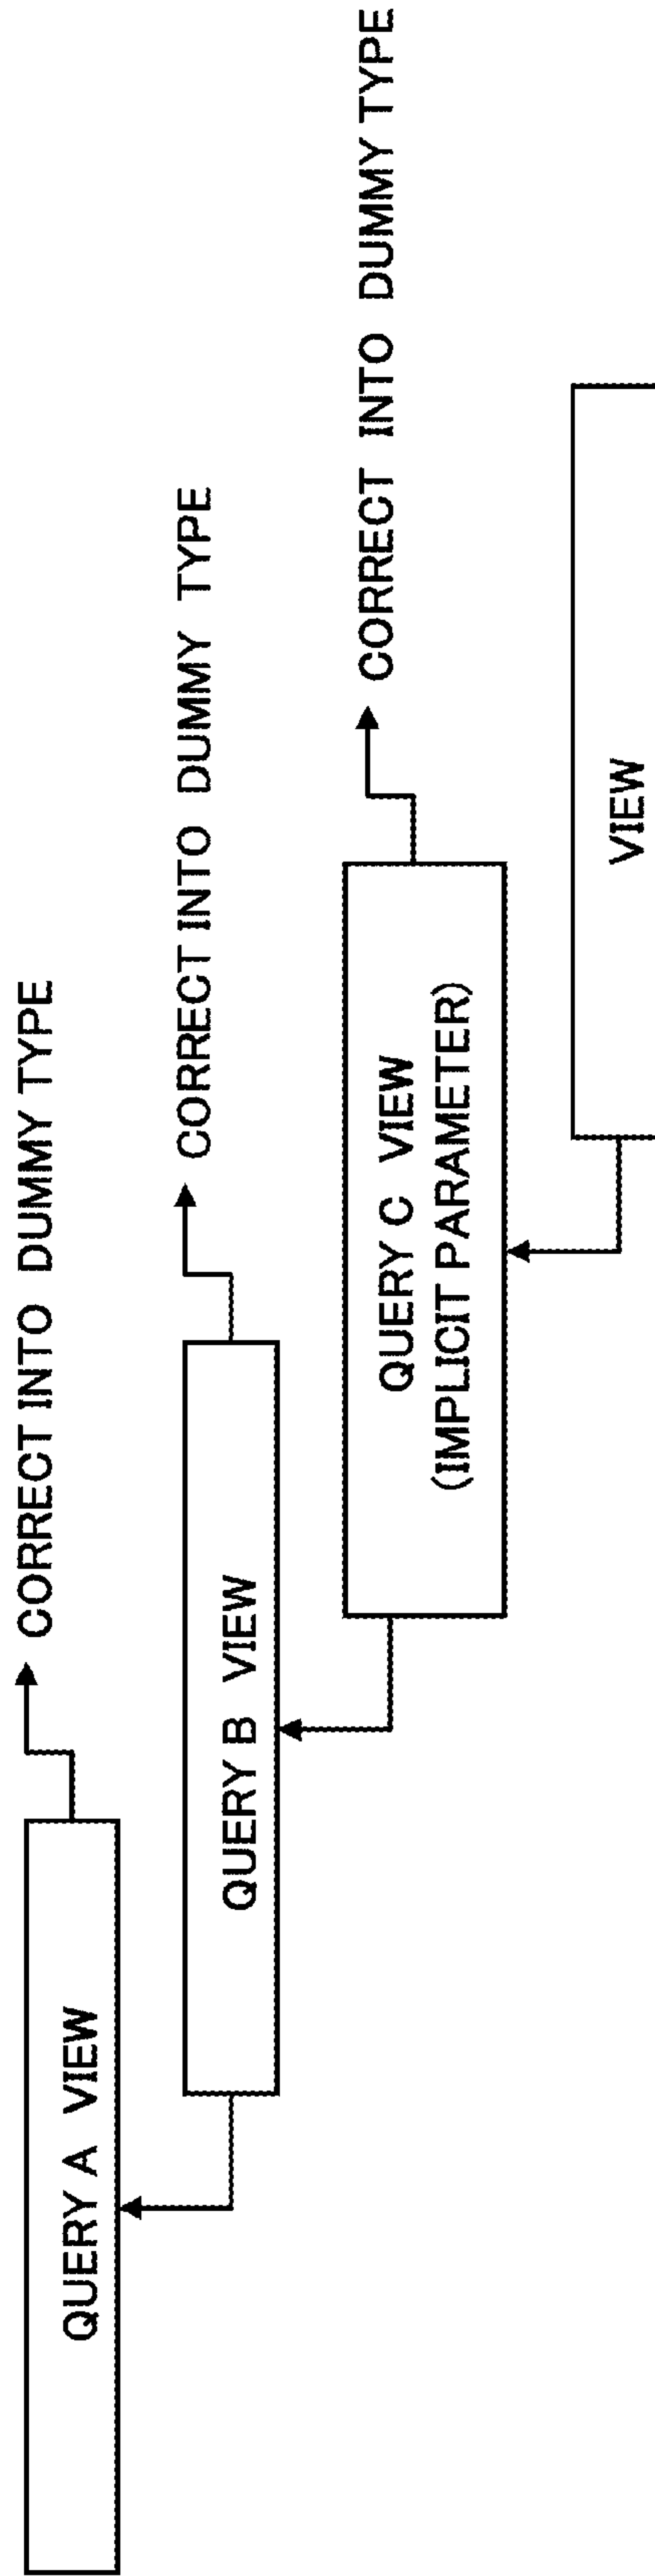 QUERY A VIEW
CORRECT INTO DUMMY TYPE
QUERY B VIEW
CORRECT INTO DUMMY TYPE
QUERY C VIEW
(IMPLICIT PARAMETER)
CORRECT INTO DUMMY TYPE
VIEW